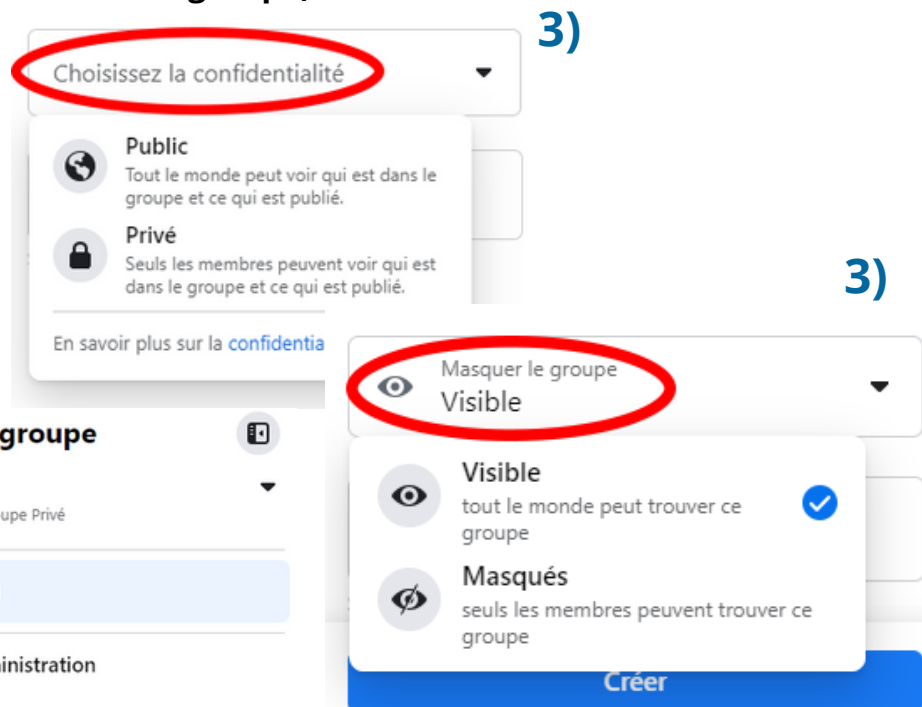 3)
Choisissez la confidentialité
Public
Tout le monde peut voir qui est dans le
groupe et ce qui est publié.
Privé
Seuls les membres peuvent voir qui est
dans le groupe et ce qui est publié.
En savoir plus sur la confidentia
3)
Masquer le groupe
Visible
Visible
tout le monde peut trouver ce
groupe
Masqués
seuls les membres peuvent trouver ce
groupe
Créer
groupe
upe Privé
inistration